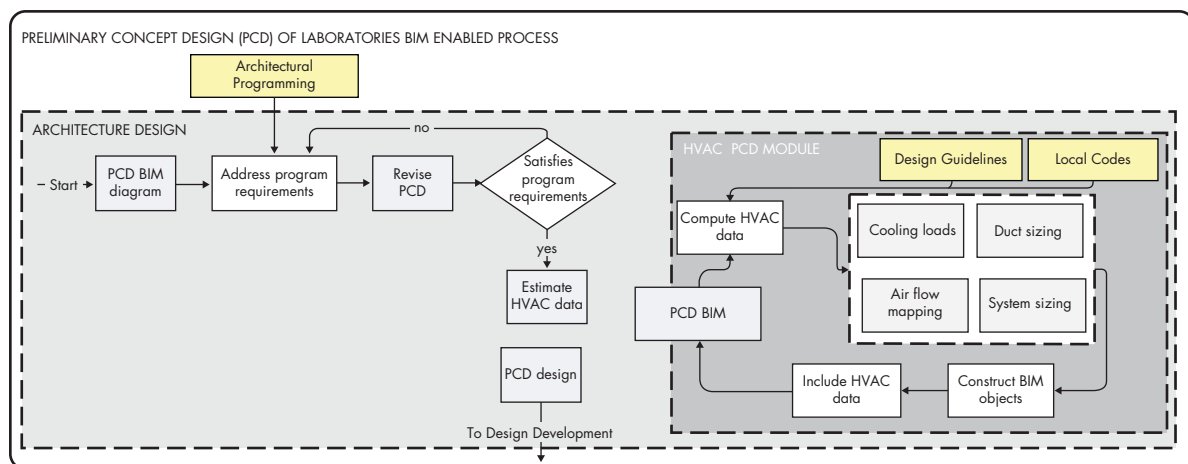 PRELIMINARY CONCEPT DESIGN (PCD) OF LABORATORIES BIM ENABLED PROCESS
Architectural
Programming
ARCHITECTURE DESIGN
no
– Start
PCD BIM
diagram
Address program
requirements
Revise
PCD
Satisfies
program
requirements
yes
Estimate
HVAC data
PCD design
To Design Development
HVAC PCD MODULE
Design Guidelines
Local Codes
Compute HVAC
data
Cooling loads
Duct sizing
Air flow
mapping
System sizing
PCD BIM
Include HVAC
data
Construct BIM
objects